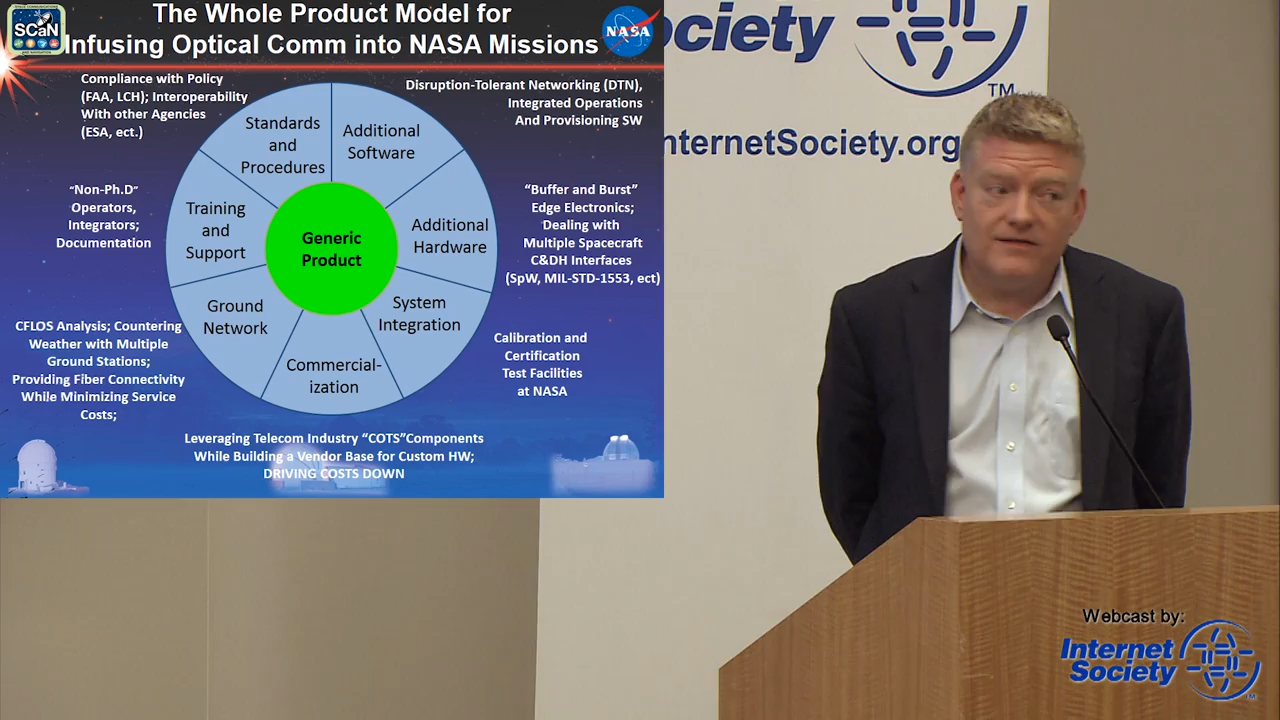 The Whole Product Model for
Infusing Optical Comm into NASA Missions
SCaN
NASA
Compliance with Policy
(FAA, LCH); Interoperability
With other Agencies
(ESA, ect.)
Disruption-Tolerant Networking (DTN),
Integrated Operations
And Provisioning SW
Standards
and
Procedures
Additional
Software
"Non-Ph.D"
Operators,
Integrators;
Documentation
Training
and
Support
Generic
Product
Additional
Hardware
“Buffer and Burst”
Edge Electronics;
Dealing with
Multiple Spacecraft
C&DH Interfaces
(SpW, MIL-STD-1553, ect)
Ground
Network
System
Integration
CFLOS Analysis; Countering
Weather with Multiple
Ground Stations;
Providing Fiber Connectivity
While Minimizing Service
Costs;
Commercial-
ization
Calibration and
Certification
Test Facilities
at NASA
Leveraging Telecom Industry “COTS”Components
While Building a Vendor Base for Custom HW;
DRIVING COSTS DOWN
ciety
TM
nternetSociety.org
Webcast by:
Internet
Society
TM